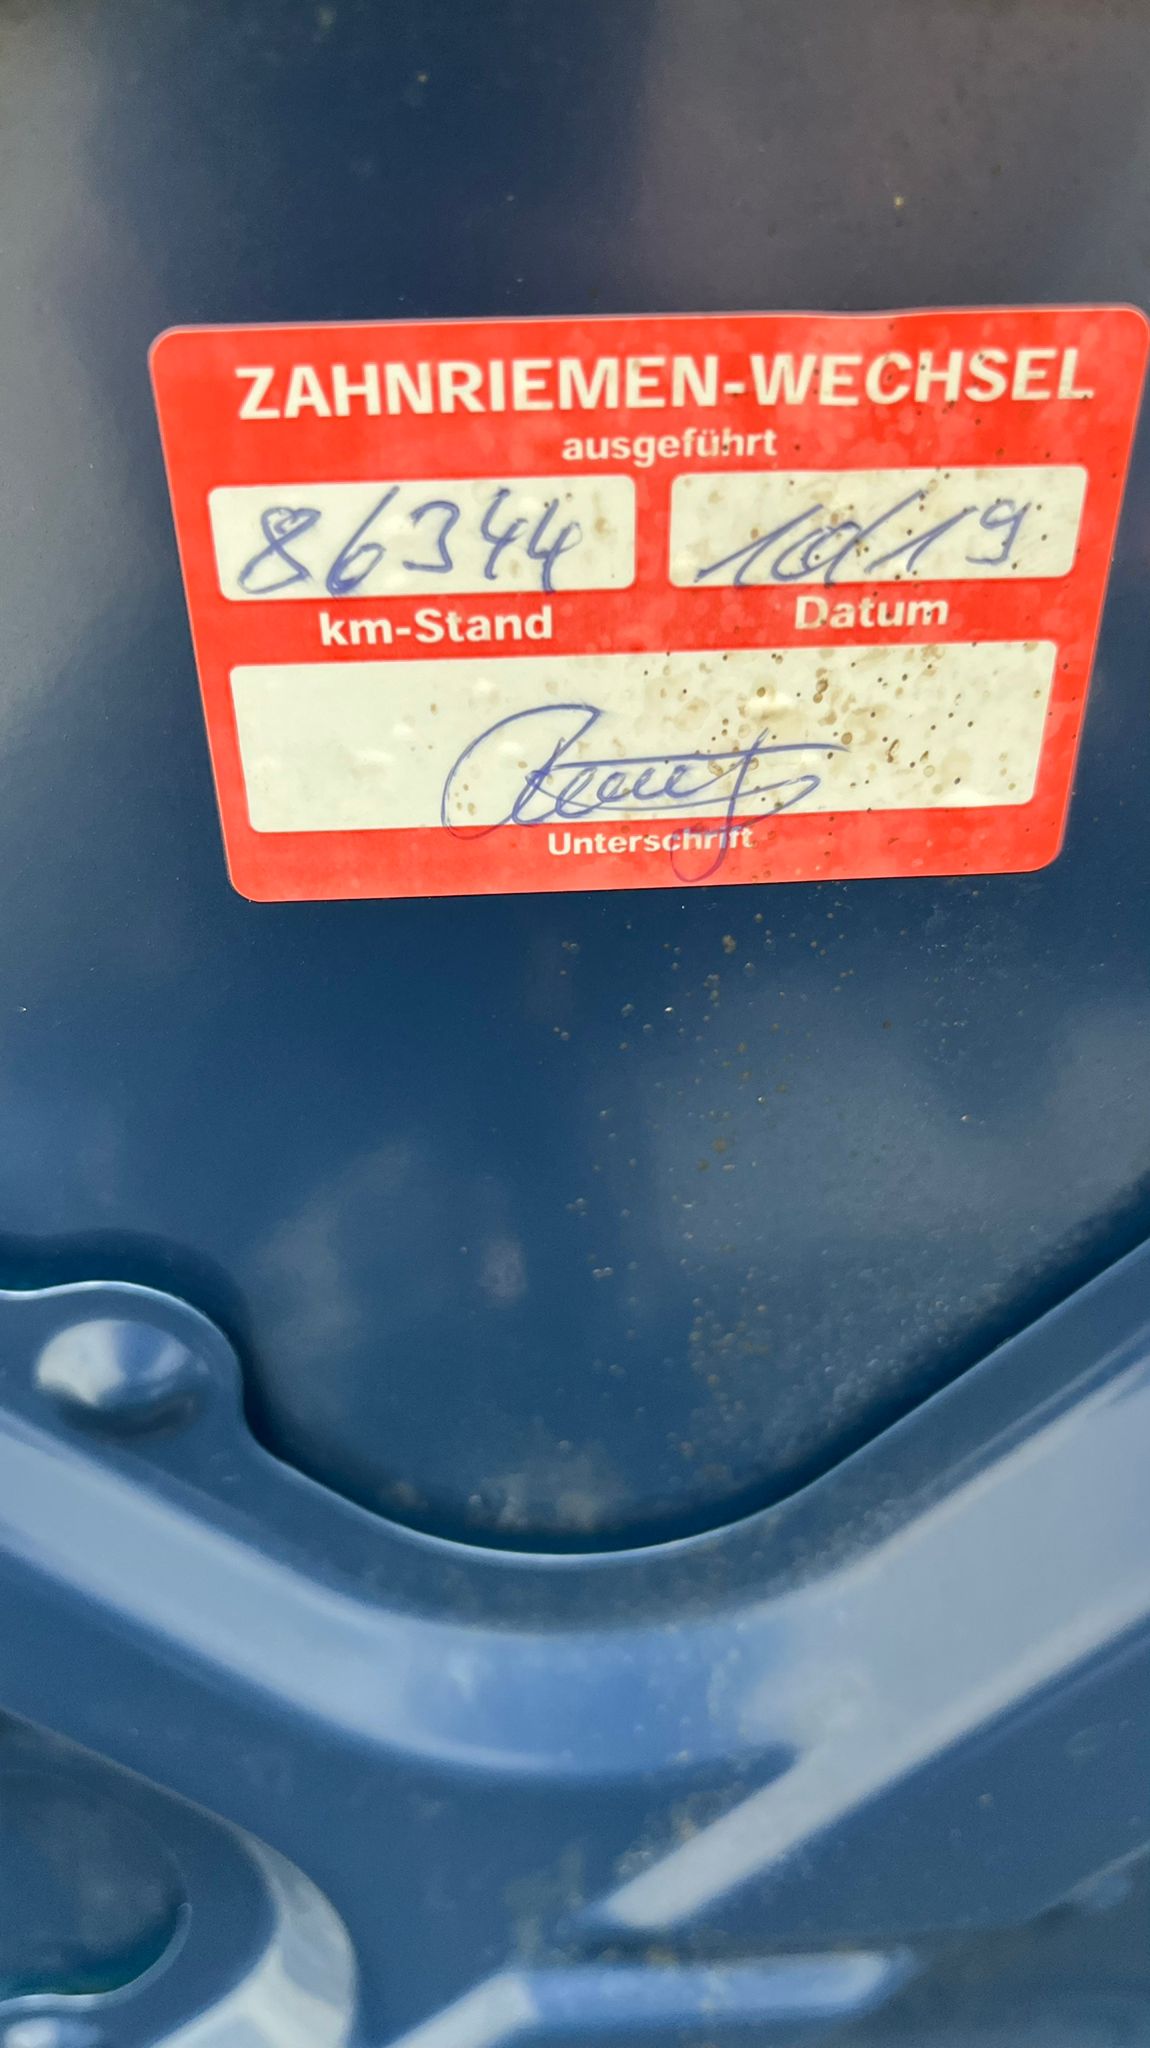 ZAHNRIEMEN-WECHSEL
ausgeführt
86344 10/19
km-Stand Datum
Unterschrift